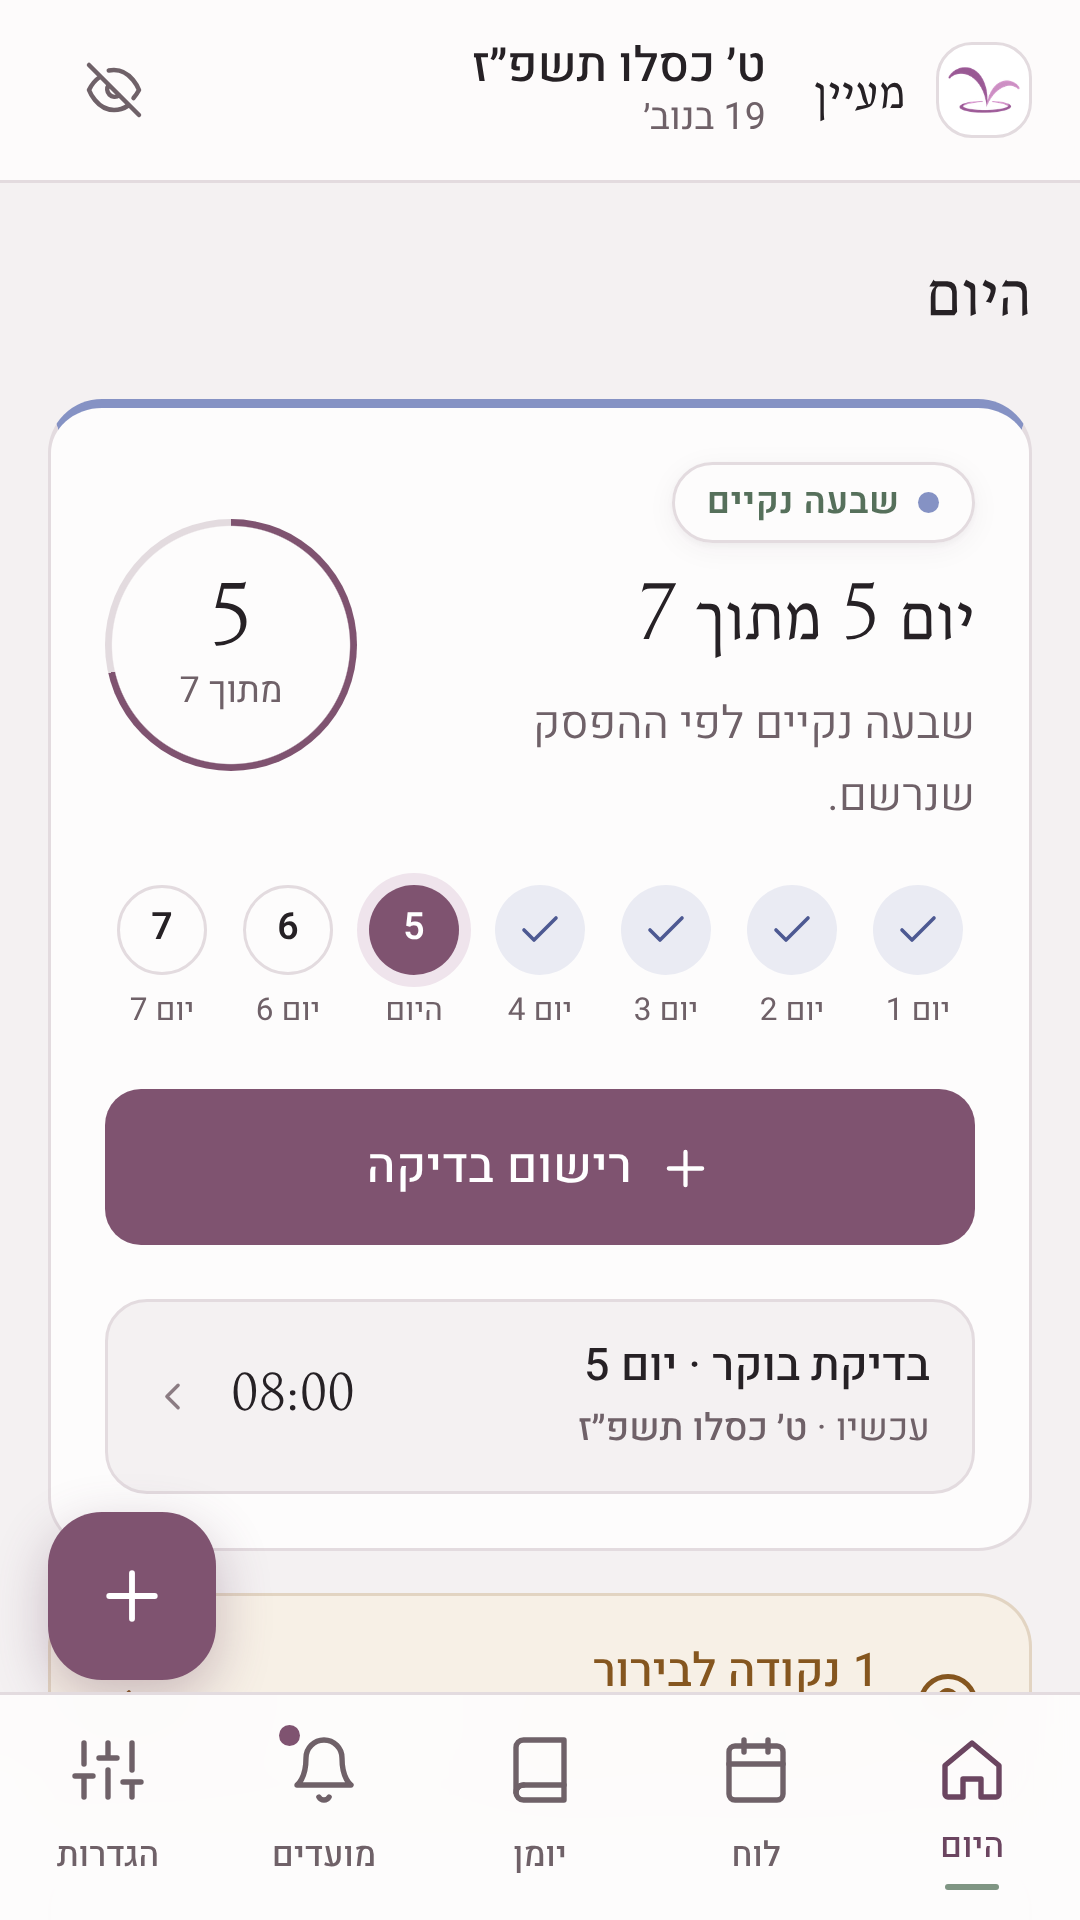 מעיין
ט׳ כסלו תשפ״ז
19 בנוב׳
היום
שבעה נקיים
יום 5 מתוך 7
שבעה נקיים לפי ההפסק
שנרשם.
5
מתוך 7
יום 1
יום 2
יום 3
יום 4
5
היום
6
יום 6
7
יום 7
רישום בדיקה
בדיקת בוקר · יום 5
עכשיו · ט׳ כסלו תשפ״ז
08:00
1 נקודה לבירור
היום
לוח
יומן
מועדים
הגדרות